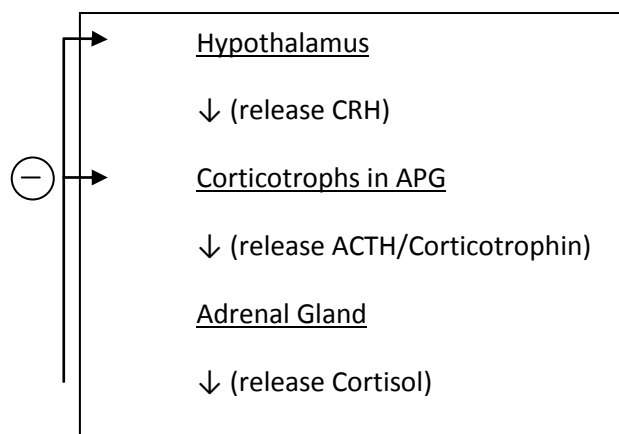 Hypothalamus
↓ (release CRH)
−
Corticotrophs in APG
↓ (release ACTH/Corticotrophin)
Adrenal Gland
↓ (release Cortisol)